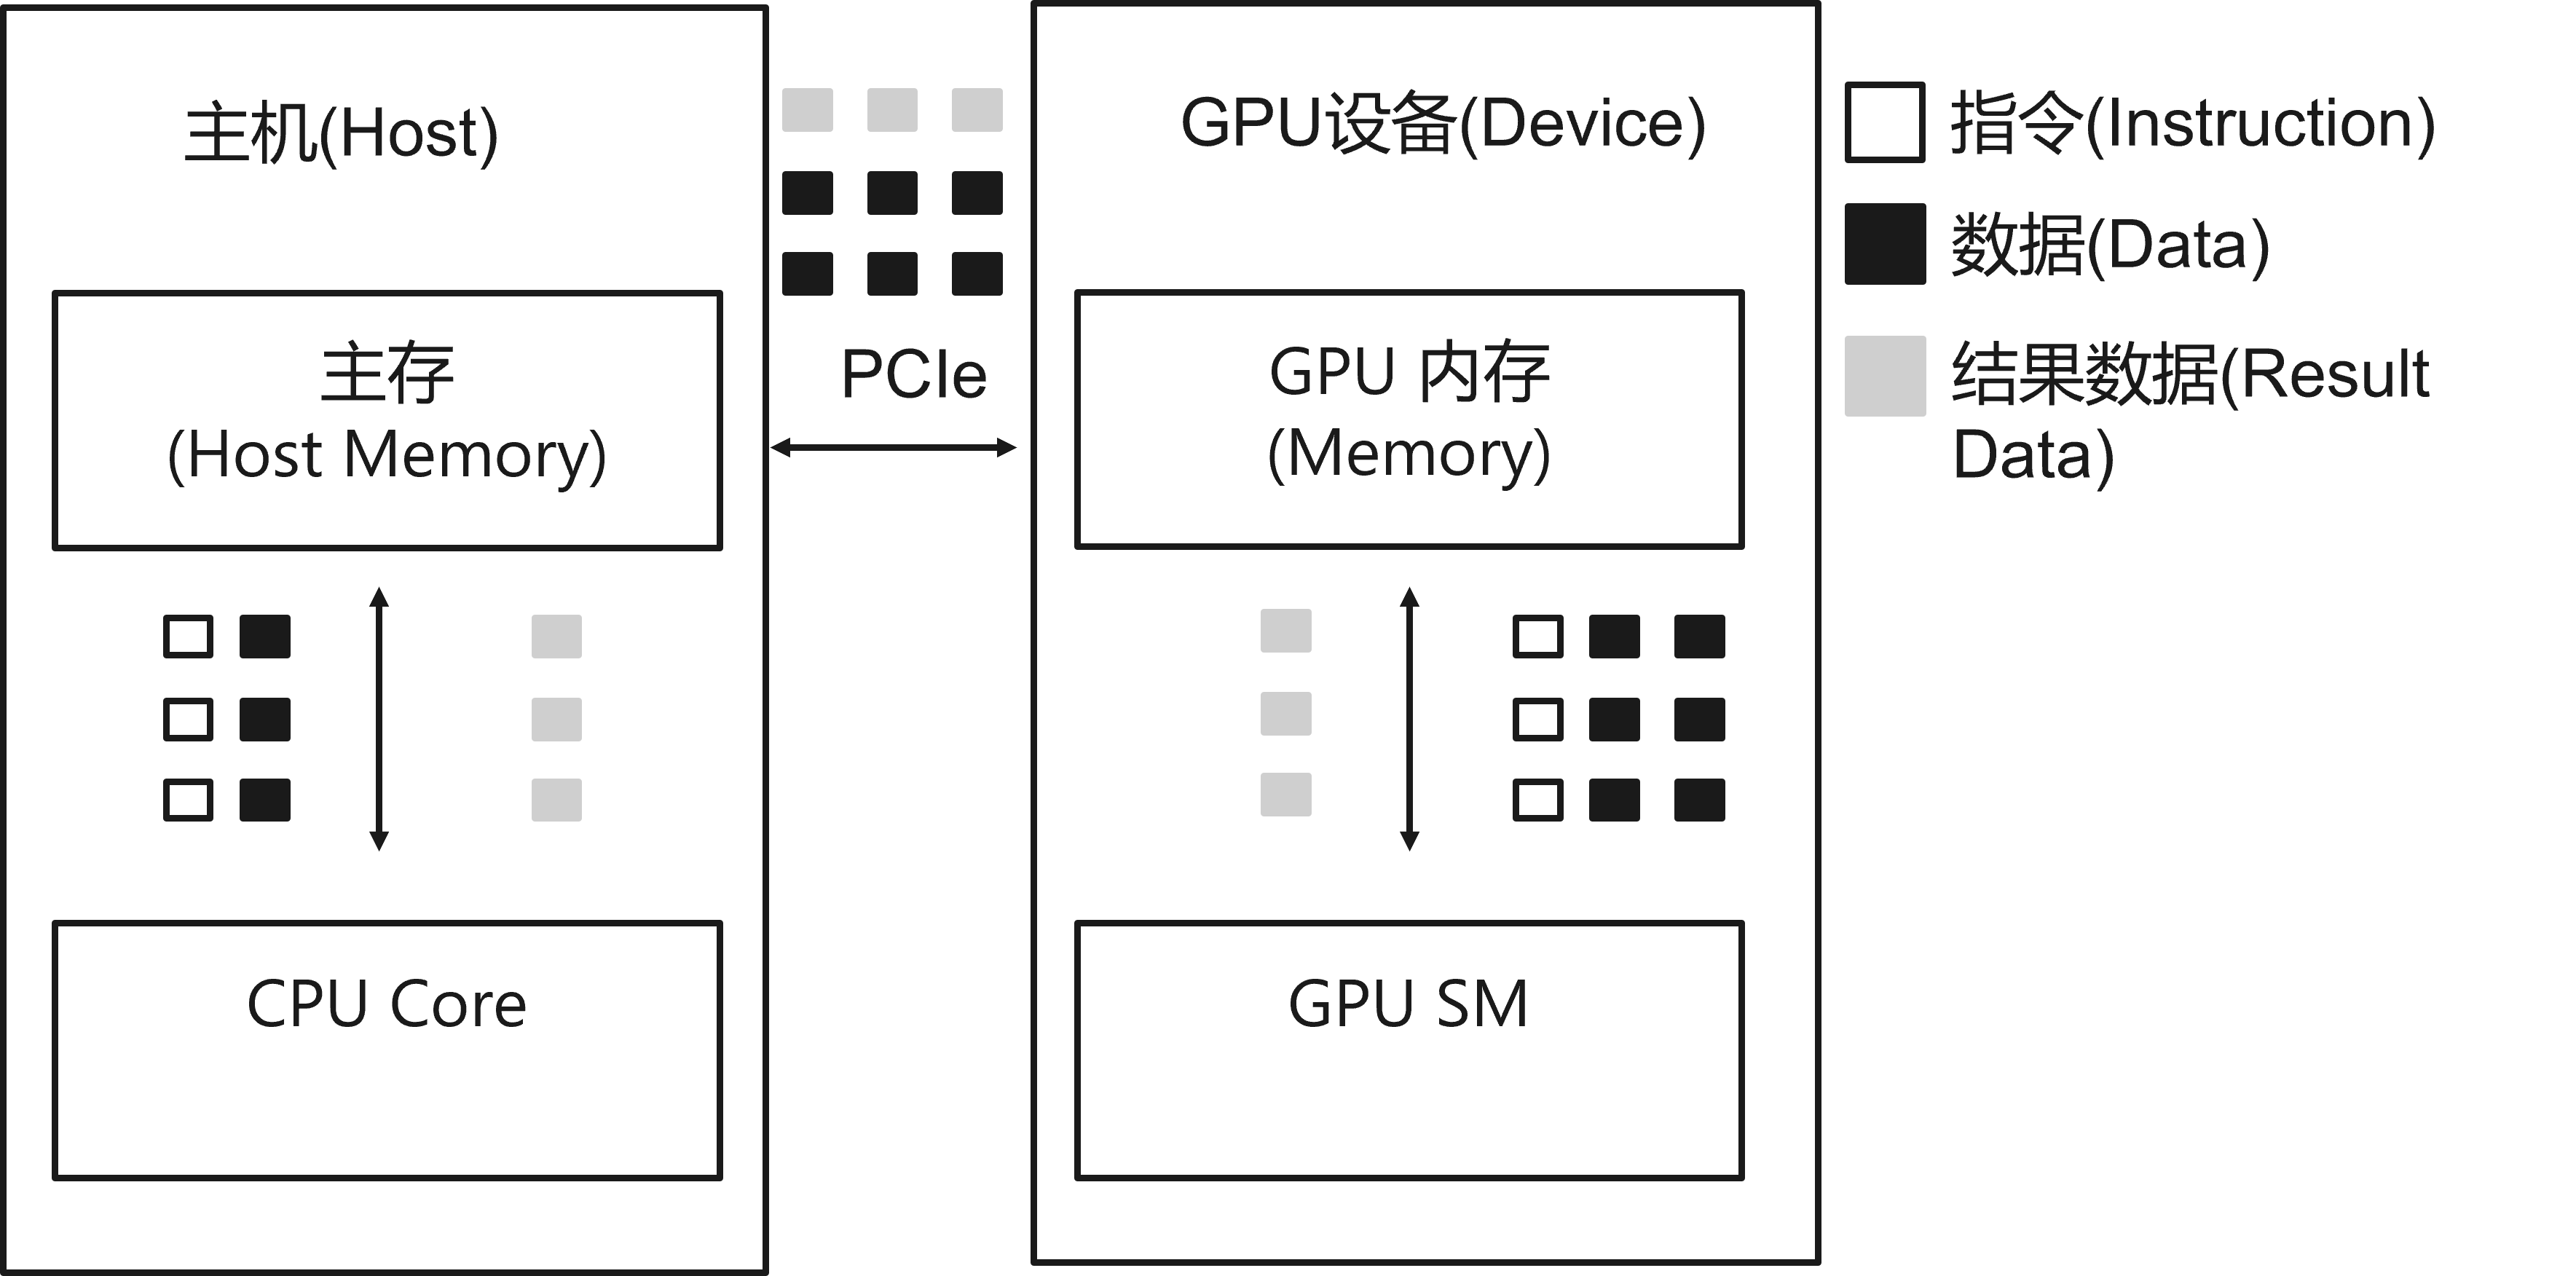 主机(Host)
主存
(Host Memory)
CPU Core
PCIe
GPU设备(Device)
GPU 内存
(Memory)
GPU SM
指令(Instruction)
数据(Data)
结果数据(Result
Data)